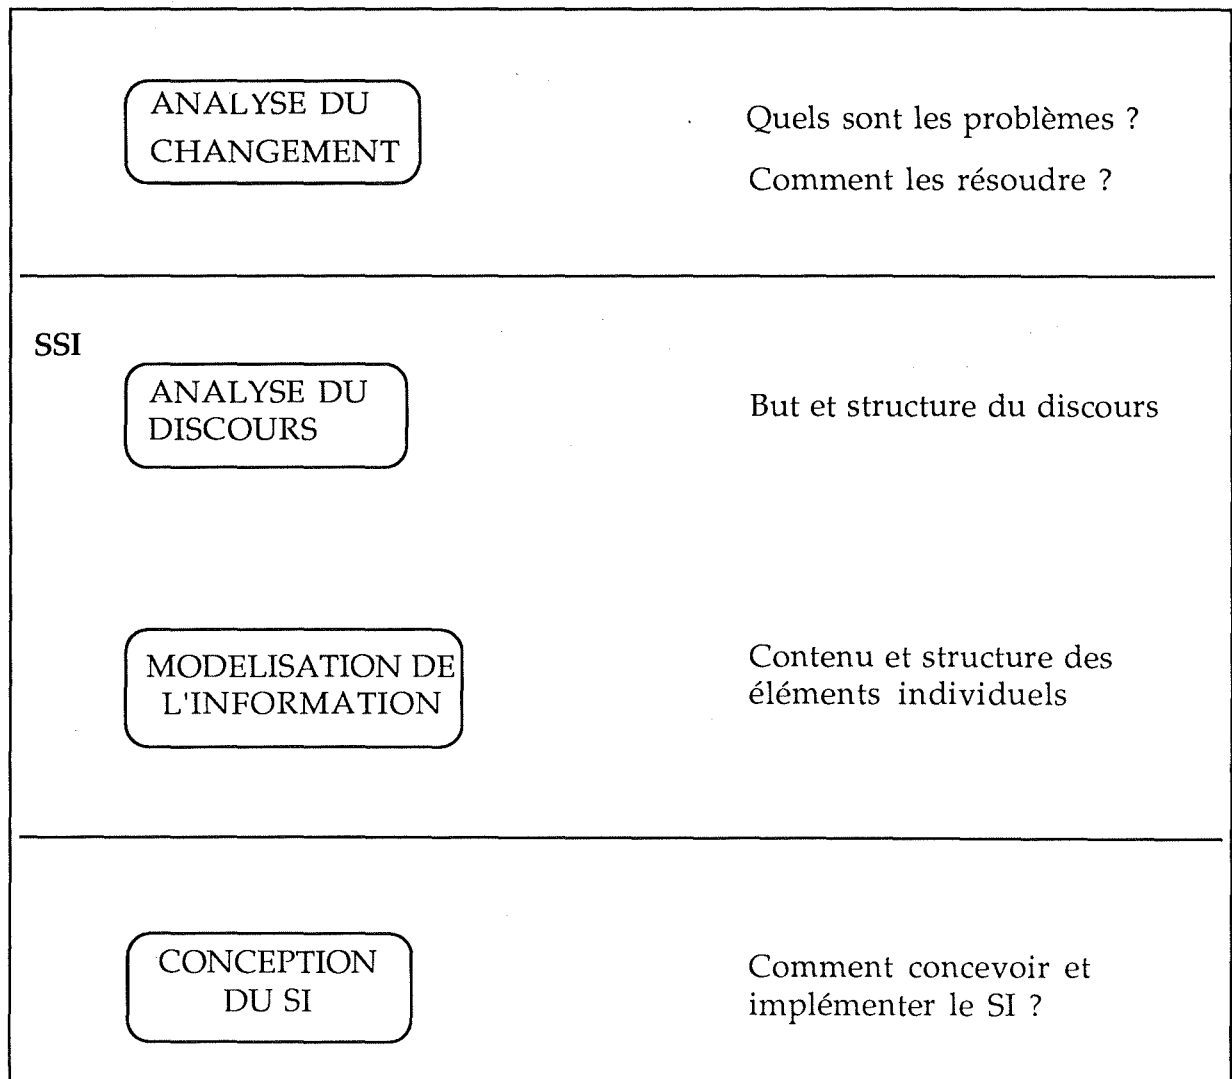 ANALYSE DU
CHANGEMENT
Quels sont les problèmes ?
Comment les résoudre ?
SSI
ANALYSE DU
DISCOURS
But et structure du discours
MODELISATION DE
L'INFORMATION
Contenu et structure des
éléments individuels
CONCEPTION
DU SI
Comment concevoir et
implémenter le SI ?